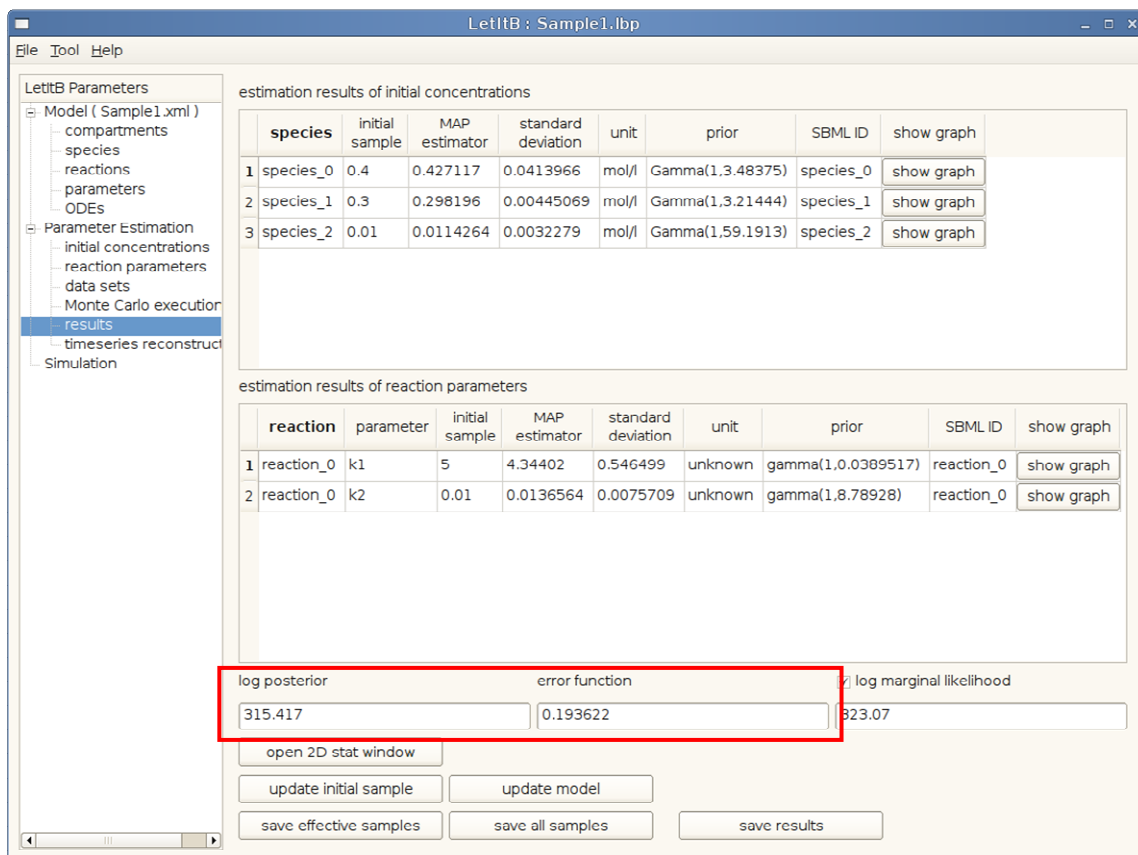 LetItB : Sample1.lbp
File Tool Help
LetItB Parameters
Model ( Sample1.xml )
compartments
species
reactions
parameters
ODEs
Parameter Estimation
initial concentrations
reaction parameters
data sets
Monte Carlo execution
results
timeseries reconstruct
Simulation
estimation results of initial concentrations
species initial sample MAP estimator standard deviation unit prior SBML ID show graph
1 species_0 0.4 0.427117 0.0413966 mol/l Gamma(1,3.48375) species_0 show graph
2 species_1 0.3 0.298196 0.00445069 mol/l Gamma(1,3.21444) species_1 show graph
3 species_2 0.01 0.0114264 0.0032279 mol/l Gamma(1,59.1913) species_2 show graph
estimation results of reaction parameters
reaction parameter initial sample MAP estimator standard deviation unit prior SBML ID show graph
1 reaction_0 k1 5 4.34402 0.546499 unknown gamma(1,0.0389517) reaction_0 show graph
2 reaction_0 k2 0.01 0.0136564 0.0075709 unknown gamma(1,8.78928) reaction_0 show graph
log posterior error function log marginal likelihood
315.417 0.193622 323.07
open 2D stat window
update initial sample update model
save effective samples save all samples save results